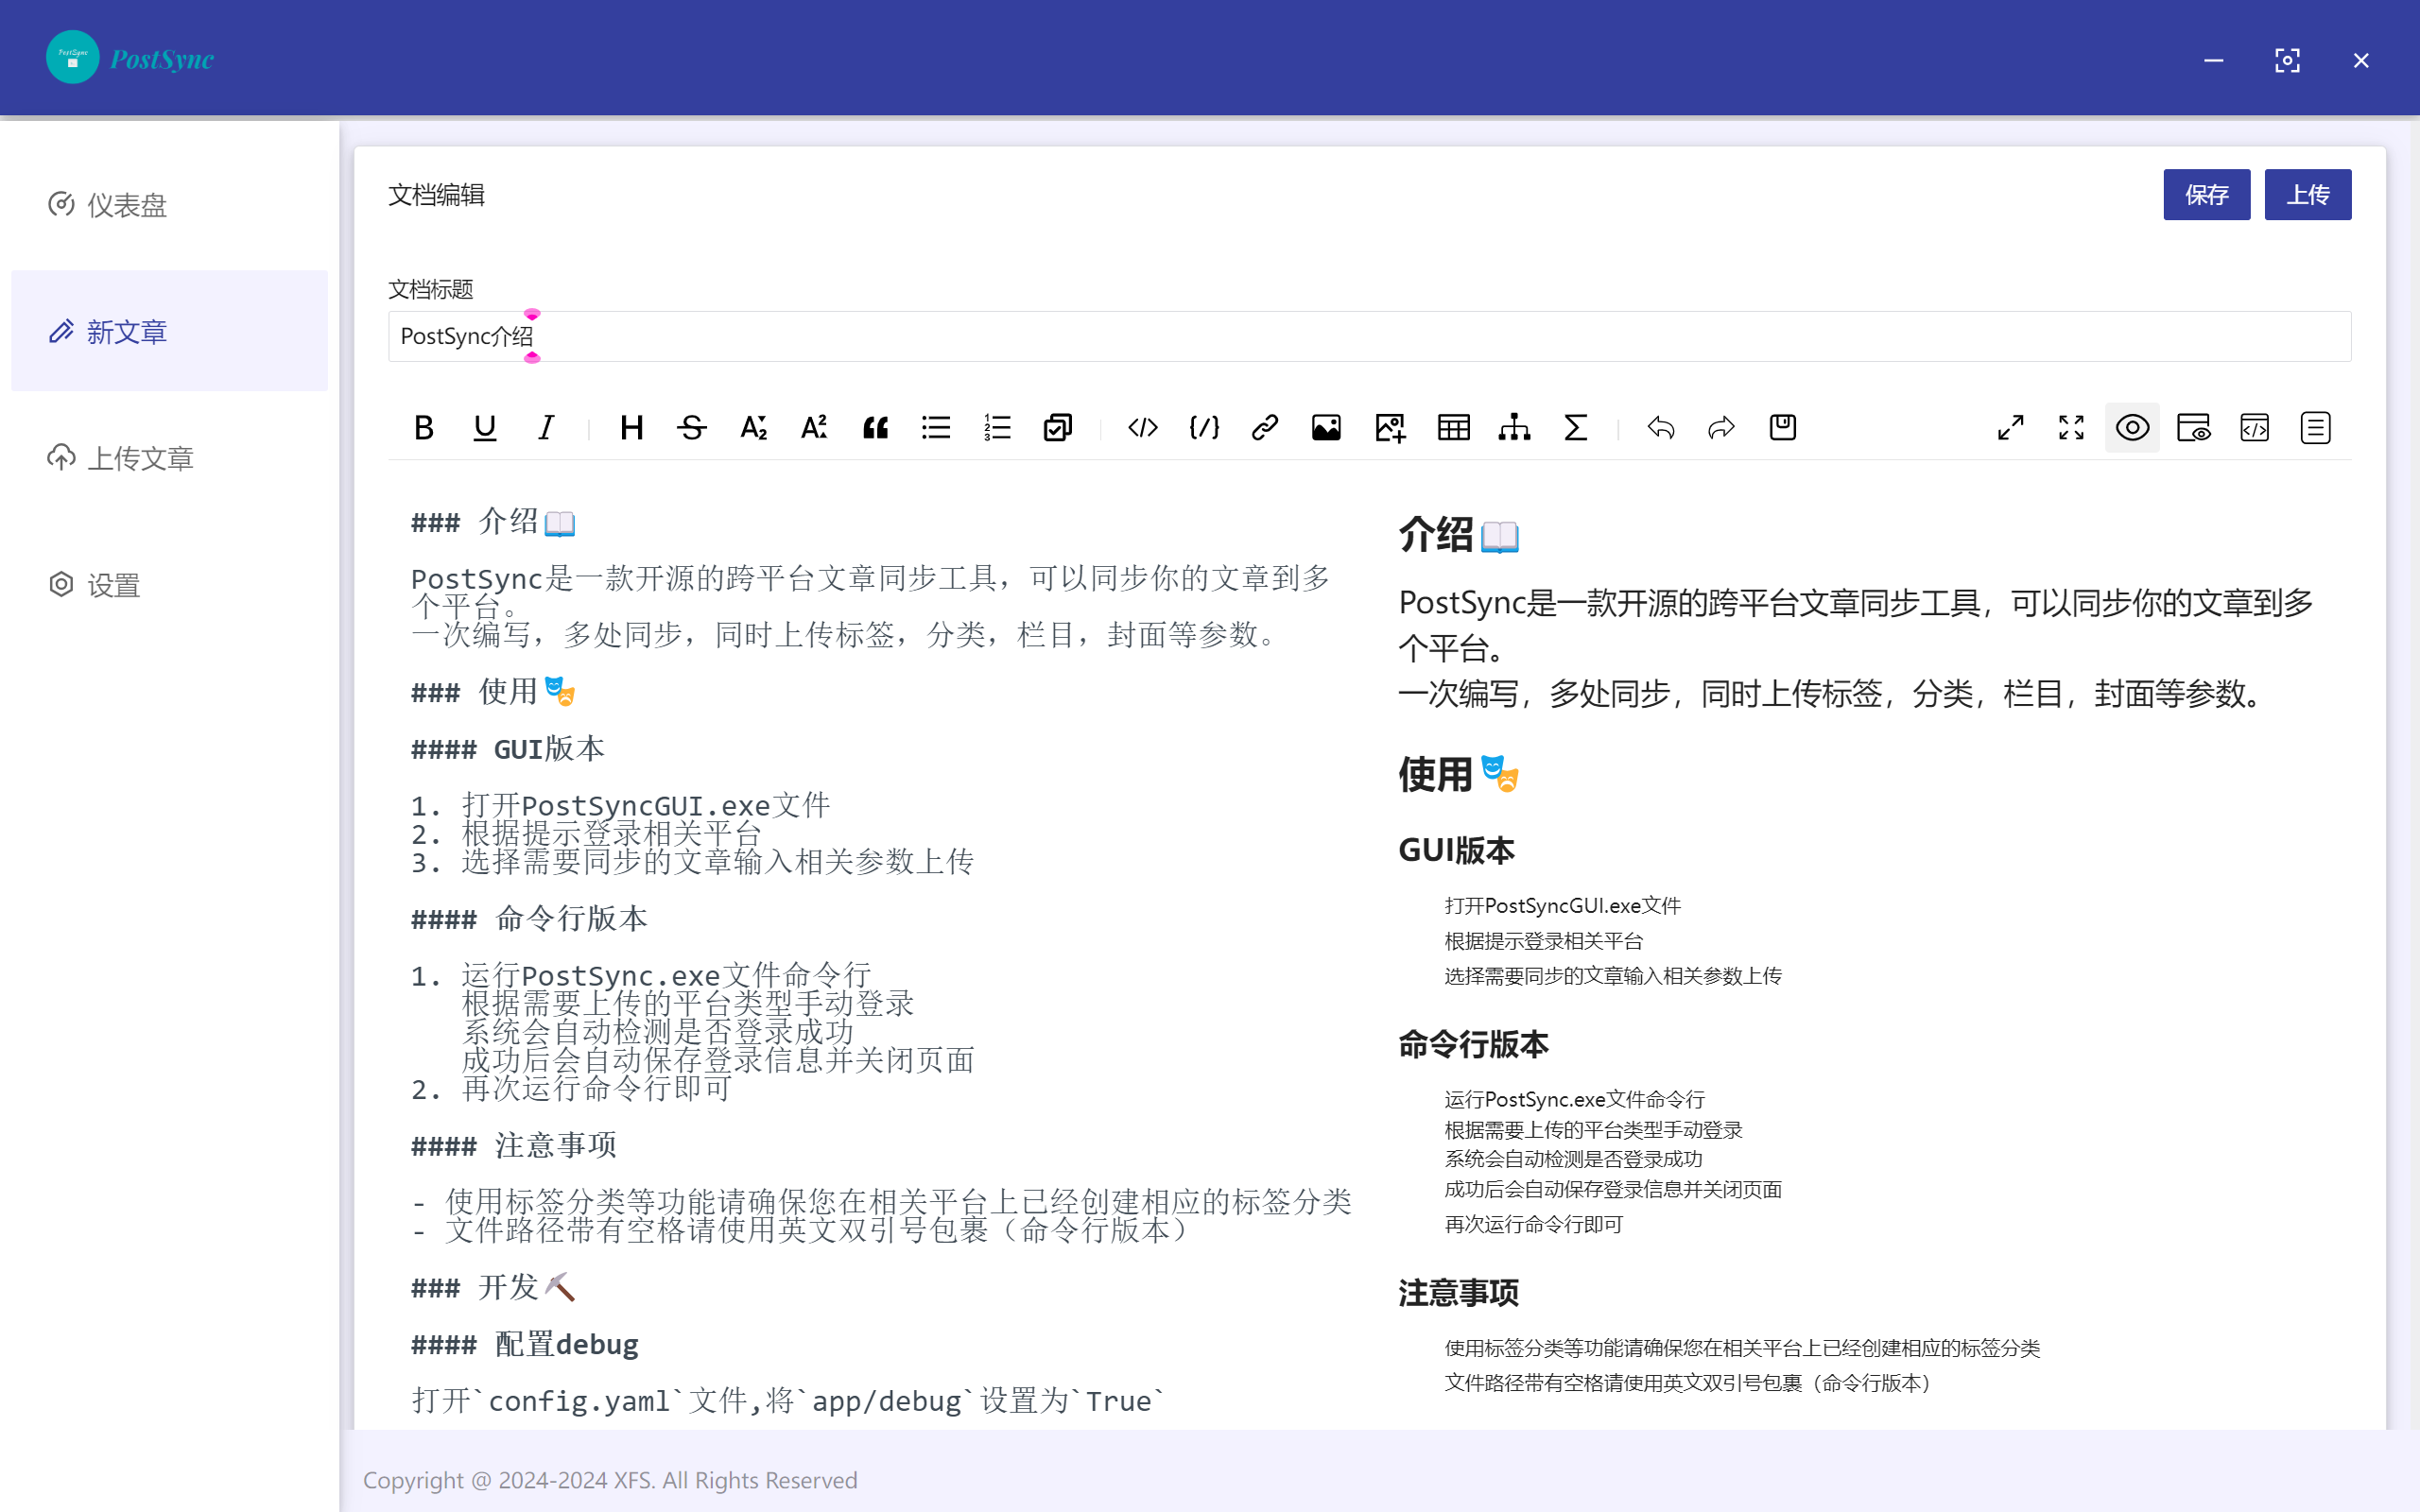 PostSync
PostSync
仪表盘
新文章
上传文章
设置
文档编辑
保存
上传
文档标题
PostSync介绍
### 介绍📖
PostSync是一款开源的跨平台文章同步工具，可以同步你的文章到多
个平台。
一次编写，多处同步，同时上传标签，分类，栏目，封面等参数。
### 使用🎭
#### GUI版本
1. 打开PostSyncGUI.exe文件
2. 根据提示登录相关平台
3. 选择需要同步的文章输入相关参数上传
#### 命令行版本
1. 运行PostSync.exe文件命令行
根据需要上传的平台类型手动登录
系统会自动检测是否登录成功
成功后会自动保存登录信息并关闭页面
2. 再次运行命令行即可
#### 注意事项
- 使用标签分类等功能请确保您在相关平台上已经创建相应的标签分类
- 文件路径带有空格请使用英文双引号包裹（命令行版本）
### 开发⛏️
#### 配置debug
打开`config.yaml`文件,将`app/debug`设置为`True`
介绍📖
PostSync是一款开源的跨平台文章同步工具，可以同步你的文章到多
个平台。
一次编写，多处同步，同时上传标签，分类，栏目，封面等参数。
使用🎭
GUI版本
打开PostSyncGUI.exe文件
根据提示登录相关平台
选择需要同步的文章输入相关参数上传
命令行版本
运行PostSync.exe文件命令行
根据需要上传的平台类型手动登录
系统会自动检测是否登录成功
成功后会自动保存登录信息并关闭页面
再次运行命令行即可
注意事项
使用标签分类等功能请确保您在相关平台上已经创建相应的标签分类
文件路径带有空格请使用英文双引号包裹（命令行版本）
Copyright @ 2024-2024 XFS. All Rights Reserved